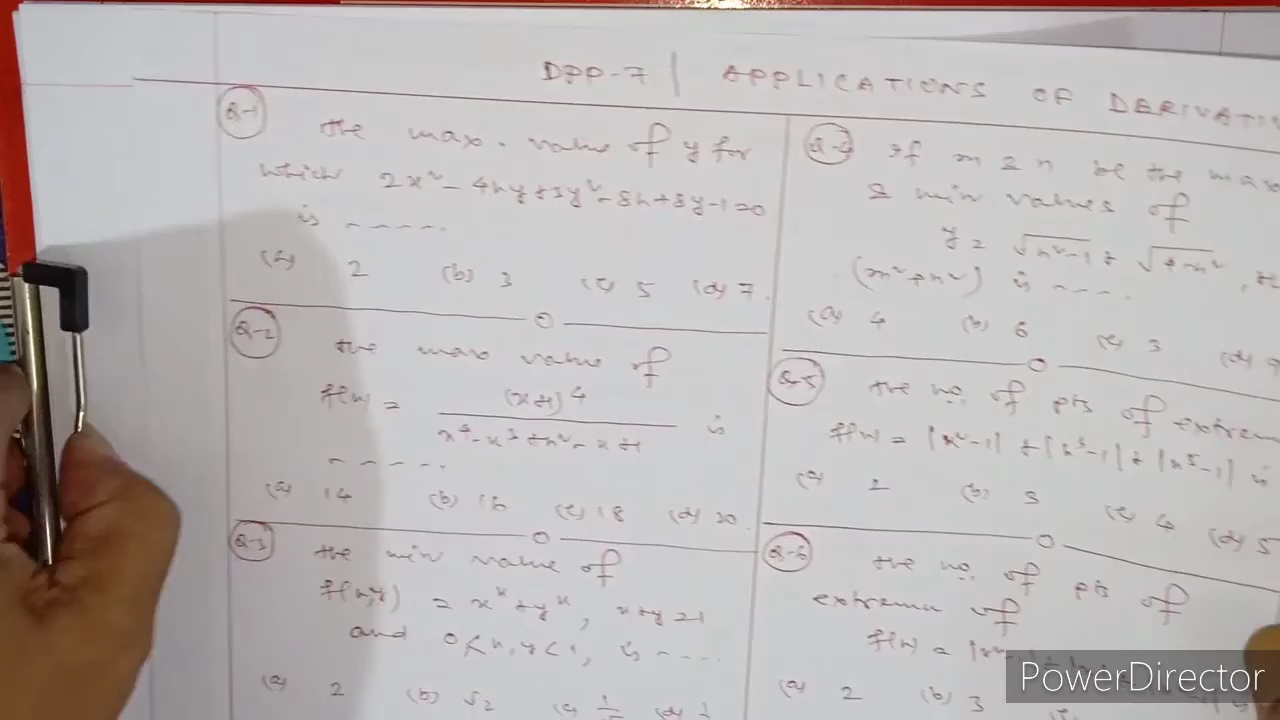 DPP-7 | APPLICATIONS OF DERIVATI
Q-1 the max. value of y for
which 2x² - 4xy + 3y² - 8x + 8y - 1 = 0
is ----.
(a) 2 (b) 3 (c) 5 (d) 7.
Q-2 the max value of
f(x) = (x+1)⁴ / x⁴ - x³ + x² - x + 1 is
-----.
(a) 14 (b) 16 (c) 18 (d) 20.
Q-3 the min value of
f(x,y) = xˣ + yˣ, x+y=1
and 0<x,y<1, is ----
(a) 2 (b) √2 (c) (d)
Q-4 If m & n be the max
& min values of
y = √x²-1 +
(m² + n²) is ----.
(a) 4 (b) 6 (c) 3 (d)
Q-5 the no. of pts of extrem
f(x) = |x²-1| + |x³-1| + |x⁵-1| is
(a) 2 (b) 3 (c) 4 (d) 5
Q-6 the no. of pts of
extrema of
f(x) =
(a) 2 (b) 3
PowerDirector